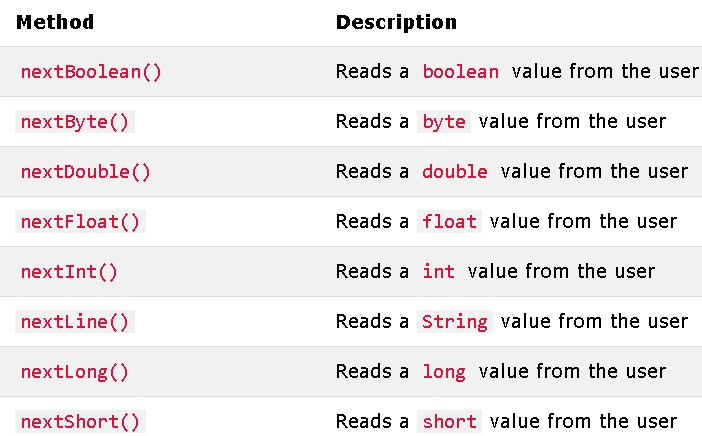 Method Description
nextBoolean() Reads a boolean value from the user
nextByte() Reads a byte value from the user
nextDouble() Reads a double value from the user
nextFloat() Reads a float value from the user
nextInt() Reads a int value from the user
nextLine() Reads a String value from the user
nextLong() Reads a long value from the user
nextShort() Reads a short value from the user